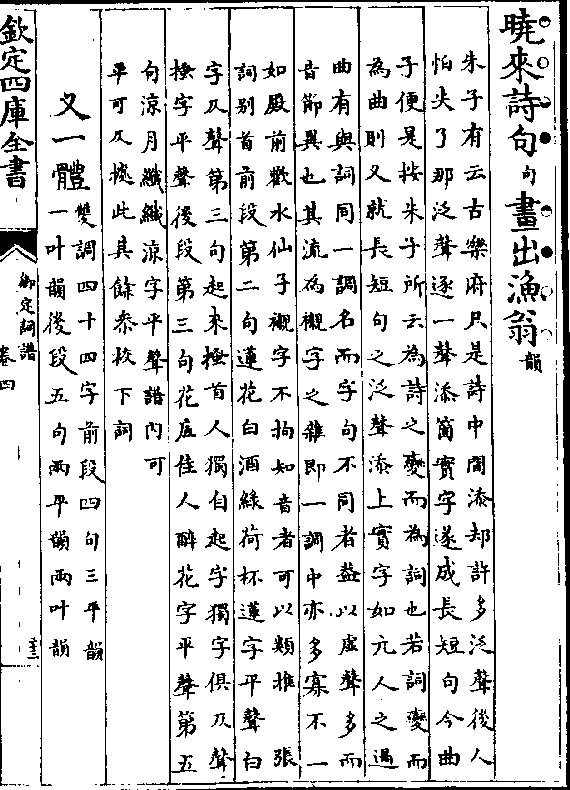 曉來詩句句畫出漁翁韻
朱子有云古樂府只是詩中間添却許多泛聲後人
怕失了那泛聲逐一聲添箇實字遂成長短句今曲
子便是按朱子所云為詩之變而為詞也若詞變而
為曲則又就長短句之泛聲添上實字如元人之過
曲有與詞同一調名而字句不同者葢以虛聲多而
音節異也其流為襯字之雜即一調中亦多寡不一
如殿前歡水仙子襯字不拘知音者可以類推 張
詞别首前段第二句蓮花白酒綠荷杯蓮字平聲白
字仄聲第三句起來搔首人獨自起字獨字俱仄聲
搔字平聲後段第三句花底佳人醉花字平聲第五
句涼月纖纖涼字平聲譜內可
平可仄據此其餘參校下詞
又一體 雙調四十四字前段四句三平韻
一叶韻後段五句兩平韻兩叶韻
欽定四庫全書
御定詞譜
卷四